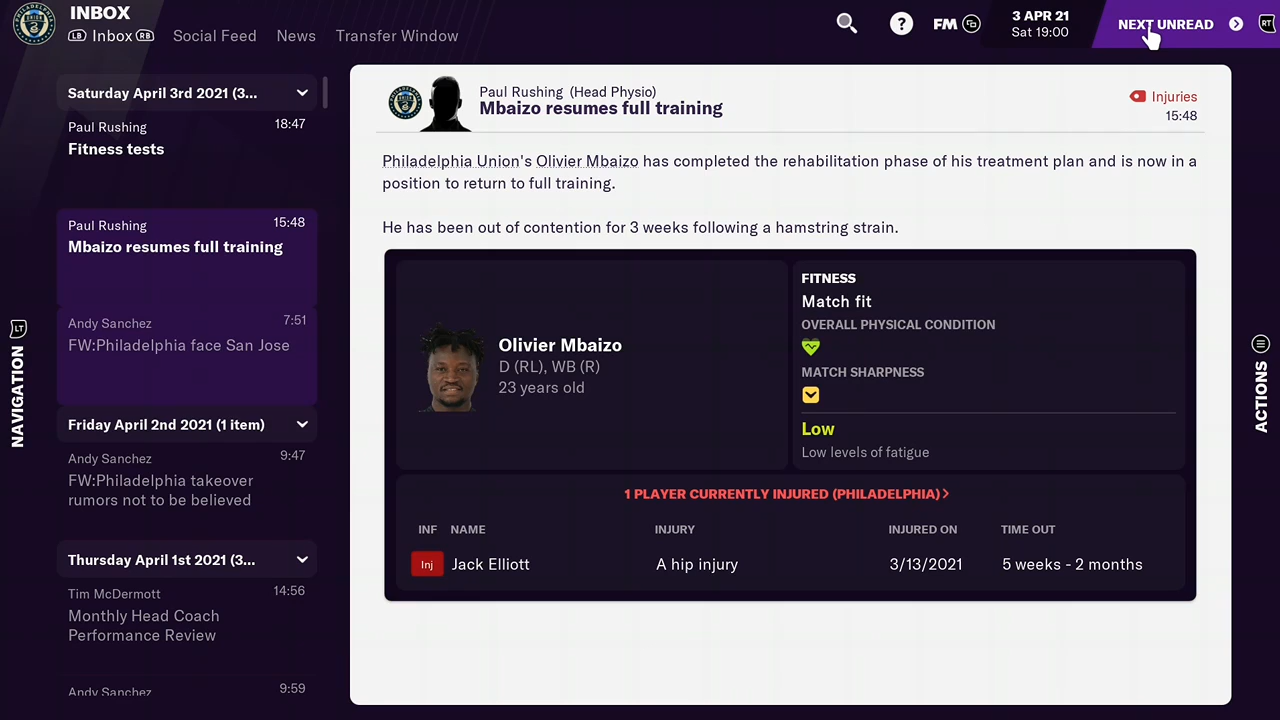 INBOX
LB Inbox RB Social Feed News Transfer Window
? FM
3 APR 21
Sat 19:00
NEXT UNREAD
RT
Saturday April 3rd 2021 (3...
Paul Rushing 18:47
Fitness tests
Paul Rushing 15:48
Mbaizo resumes full training
Andy Sanchez 7:51
FW:Philadelphia face San Jose
Friday April 2nd 2021 (1 item)
Andy Sanchez 9:47
FW:Philadelphia takeover
rumors not to be believed
Thursday April 1st 2021 (3...
Tim McDermott 14:56
Monthly Head Coach
Performance Review
Andy Sanchez 9:59
LT
NAVIGATION
Paul Rushing (Head Physio)
Mbaizo resumes full training
Injuries
15:48
Philadelphia Union's Olivier Mbaizo has completed the rehabilitation phase of his treatment plan and is now in a
position to return to full training.
He has been out of contention for 3 weeks following a hamstring strain.
Olivier Mbaizo
D (RL), WB (R)
23 years old
FITNESS
Match fit
OVERALL PHYSICAL CONDITION
MATCH SHARPNESS
Low
Low levels of fatigue
1 PLAYER CURRENTLY INJURED (PHILADELPHIA)
INF NAME INJURY INJURED ON TIME OUT
Inj Jack Elliott A hip injury 3/13/2021 5 weeks - 2 months
ACTIONS